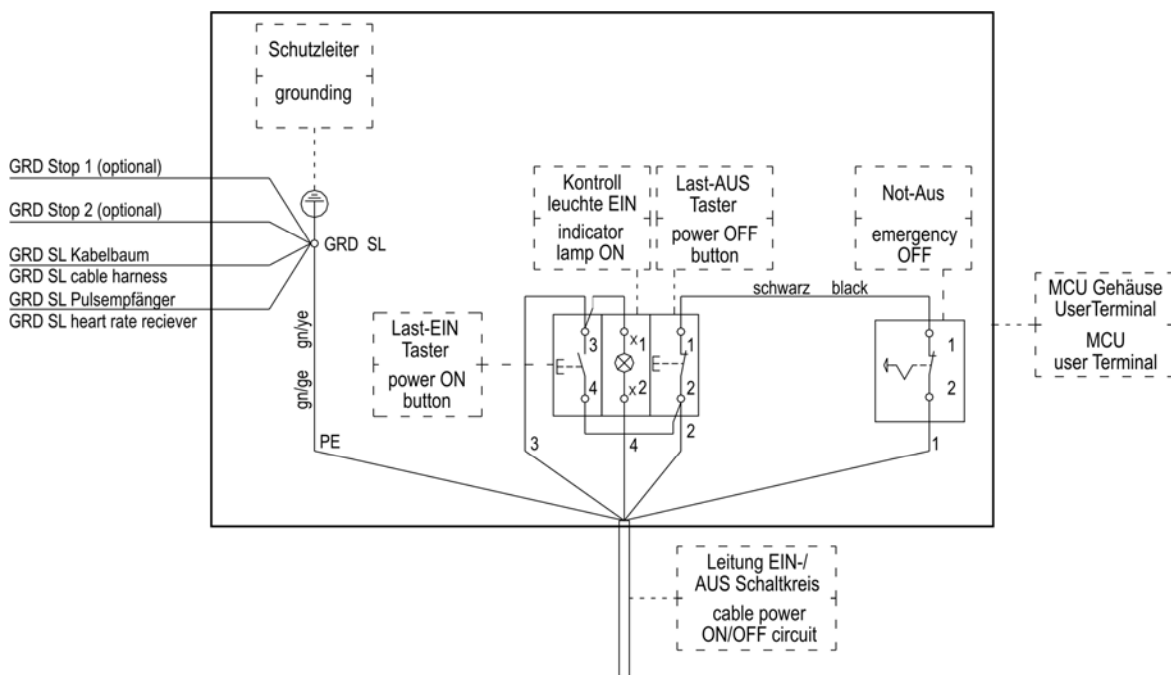 Schutzleiter
grounding
GRD Stop 1 (optional)
GRD Stop 2 (optional)
GRD SL Kabelbaum
GRD SL cable harness
GRD SL Pulsempfänger
GRD SL heart rate reciever
GRD SL
gn/ge gn/ye
PE
Kontroll
leuchte EIN
indicator
lamp ON
Last-AUS
Taster
power OFF
button
Not-Aus
emergency
OFF
MCU Gehäuse
UserTerminal
MCU
user Terminal
Last-EIN
Taster
power ON
button
schwarz black
3 x1 1 1
4 x2 2 2
3 4 2 1
Leitung EIN-/
AUS Schaltkreis
cable power
ON/OFF circuit